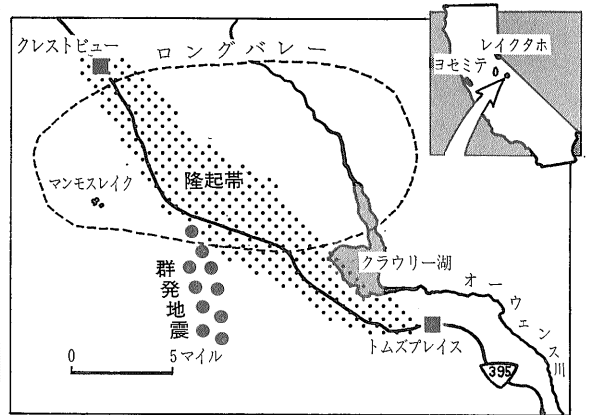 クレストビュー
ロングバレー
レイクタホ
ヨセミテ
マンモスレイク
隆起帯
クラウリー湖
群発地震
オーウェンス川
0 5マイル
トムズプレイス
395